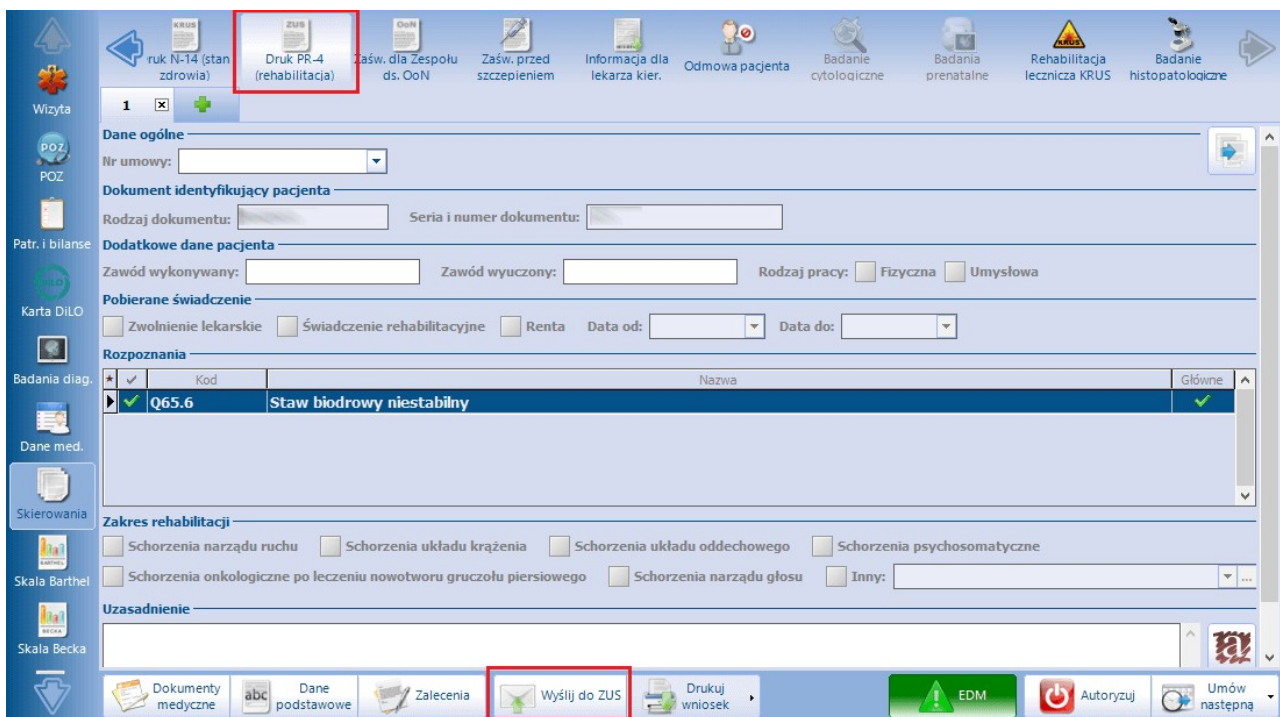 KRUS
ruk N-14 (stan zdrowia)
ZUS
Druk PR-4 (rehabilitacja)
OoN
Zaśw. dla Zespołu ds. OoN
Zaśw. przed szczepieniem
Informacja dla lekarza kier.
Odmowa pacjenta
Badanie cytologiczne
Badania prenatalne
KRUS
Rehabilitacja lecznicza KRUS
Badanie histopatologiczne
Wizyta
POZ
POZ
Patr. i bilanse
Karta DiLO
Badania diag.
Dane med.
Skierowania
BARTHEL
Skala Barthel
BECKA
Skala Becka
1
Dane ogólne
Nr umowy:
Dokument identyfikujący pacjenta
Rodzaj dokumentu: Seria i numer dokumentu:
Dodatkowe dane pacjenta
Zawód wykonywany: Zawód wyuczony: Rodzaj pracy: Fizyczna Umysłowa
Pobierane świadczenie
Zwolnienie lekarskie Świadczenie rehabilitacyjne Renta Data od: Data do:
Rozpoznania
* Kod Nazwa Główne
Q65.6 Staw biodrowy niestabilny
Zakres rehabilitacji
Schorzenia narządu ruchu Schorzenia układu krążenia Schorzenia układu oddechowego Schorzenia psychosomatyczne
Schorzenia onkologiczne po leczeniu nowotworu gruczołu piersiowego Schorzenia narządu głosu Inny: ...
Uzasadnienie
Dokumenty medyczne
abc
Dane podstawowe
Zalecenia
Wyślij do ZUS
Drukuj wniosek
EDM
Autoryzuj
Umów następną